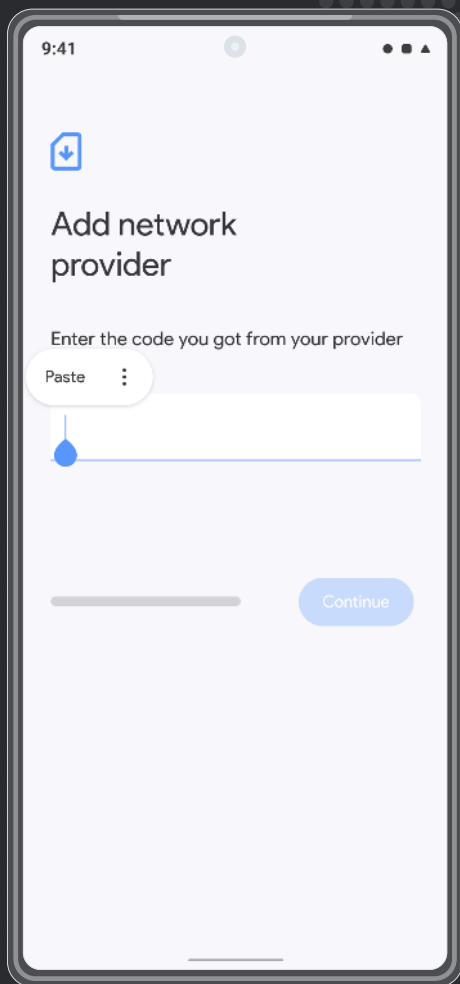 9:41
Add network
provider
Enter the code you got from your provider
Paste
Continue